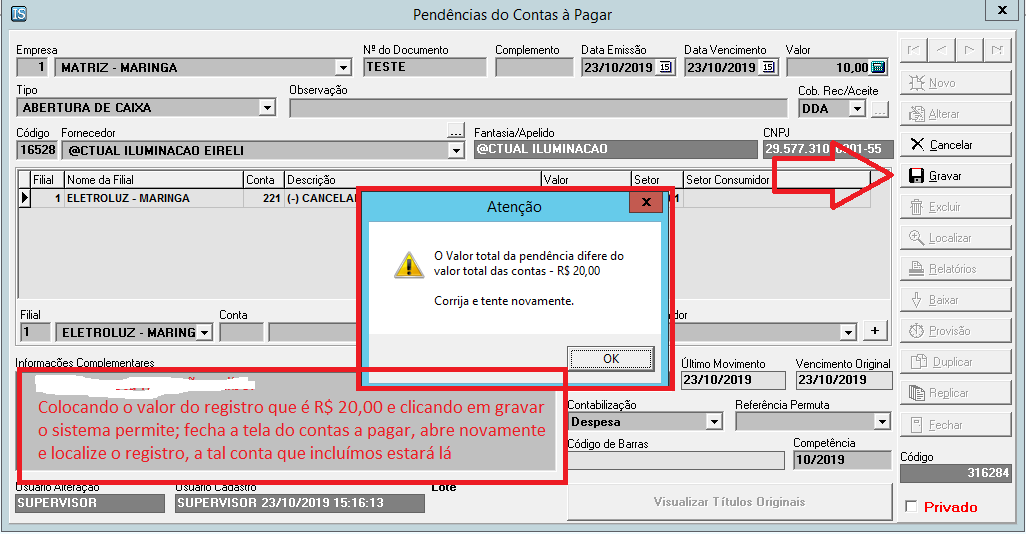 IS Pendências do Contas à Pagar x
Empresa Nº do Documento Complemento Data Emissão Data Vencimento Valor
1 MATRIZ - MARINGA TESTE 23/10/2019 15 23/10/2019 15 10,00
Tipo Observação Cob. Rec/Aceite
ABERTURA DE CAIXA DDA ...
Código Fornecedor ... Fantasia/Apelido CNPJ
16528 @CTUAL ILUMINACAO EIRELI @CTUAL ILUMINACAO 29.577.310 01-55
Filial Nome da Filial Conta Descrição Valor Setor Setor Consumidor
1 ELETROLUZ - MARINGA 221 (-) CANCELA 1
Atenção x
O Valor total da pendência difere do
valor total das contas - R$ 20,00
Corrija e tente novamente.
OK
Filial Conta dor
1 ELETROLUZ - MARING +
Informações Complementares Último Movimento Vencimento Original
23/10/2019 23/10/2019
Colocando o valor do registro que é R$ 20,00 e clicando em gravar
o sistema permite; fecha a tela do contas a pagar, abre novamente
e localize o registro, a tal conta que incluímos estará lá
Contabilização Referência Permuta
Despesa
Código de Barras Competência
10/2019
Usuário Alteração Usuário Cadastro Lote
SUPERVISOR SUPERVISOR 23/10/2019 15:16:13
Visualizar Títulos Originais
Novo
Alterar
Cancelar
Gravar
Excluir
Localizar
Relatórios
Baixar
Provisão
Duplicar
Replicar
Fechar
Código
316284
Privado